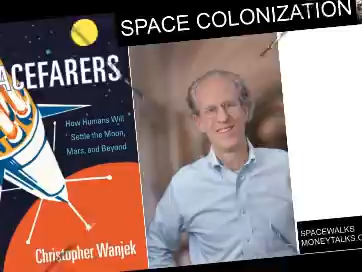 SPACE COLONIZATION
ACEFARERS
How Humans Will
Settle the Moon,
Mars, and Beyond
Christopher Wanjek
SPACEWALKS
MONEYTALKS.C